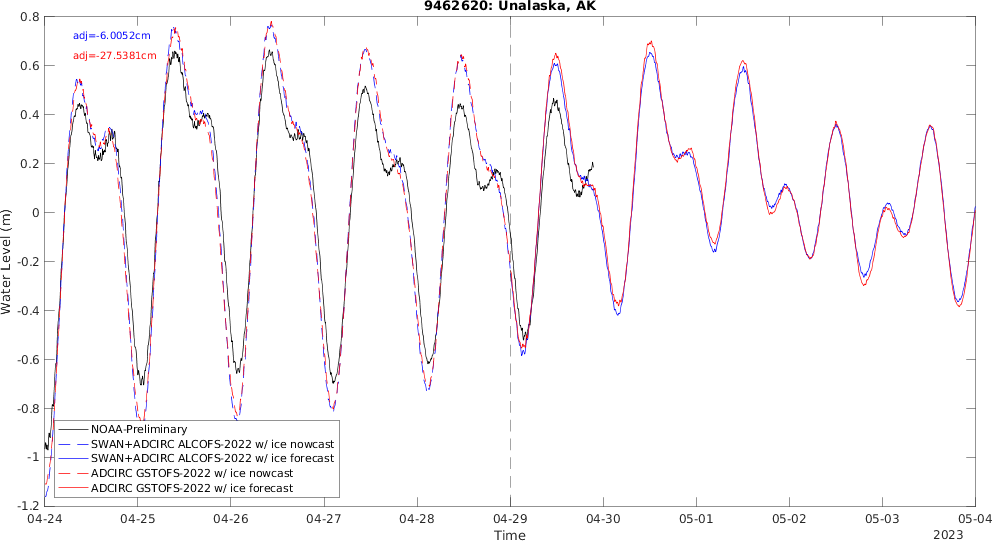 9462620: Unalaska, AK
adj=-6.0052cm
adj=-27.5381cm
Water Level (m)
0.8
0.6
0.4
0.2
0
-0.2
-0.4
-0.6
-0.8
-1
-1.2
NOAA-Preliminary
SWAN+ADCIRC ALCOFS-2022 w/ ice nowcast
SWAN+ADCIRC ALCOFS-2022 w/ ice forecast
ADCIRC GSTOFS-2022 w/ ice nowcast
ADCIRC GSTOFS-2022 w/ ice forecast
04-24 04-25 04-26 04-27 04-28 04-29 04-30 05-01 05-02 05-03 05-04
Time
2023